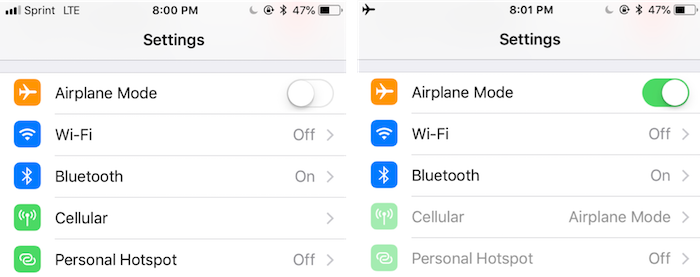 Sprint LTE 8:00 PM 47%
Settings
Airplane Mode
Wi-Fi Off
Bluetooth On
Cellular
Personal Hotspot Off
8:01 PM 47%
Settings
Airplane Mode
Wi-Fi Off
Bluetooth On
Cellular Airplane Mode
Personal Hotspot Off